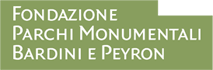 FONDAZIONE
PARCHI MONUMENTALI
BARDINI E PEYRON